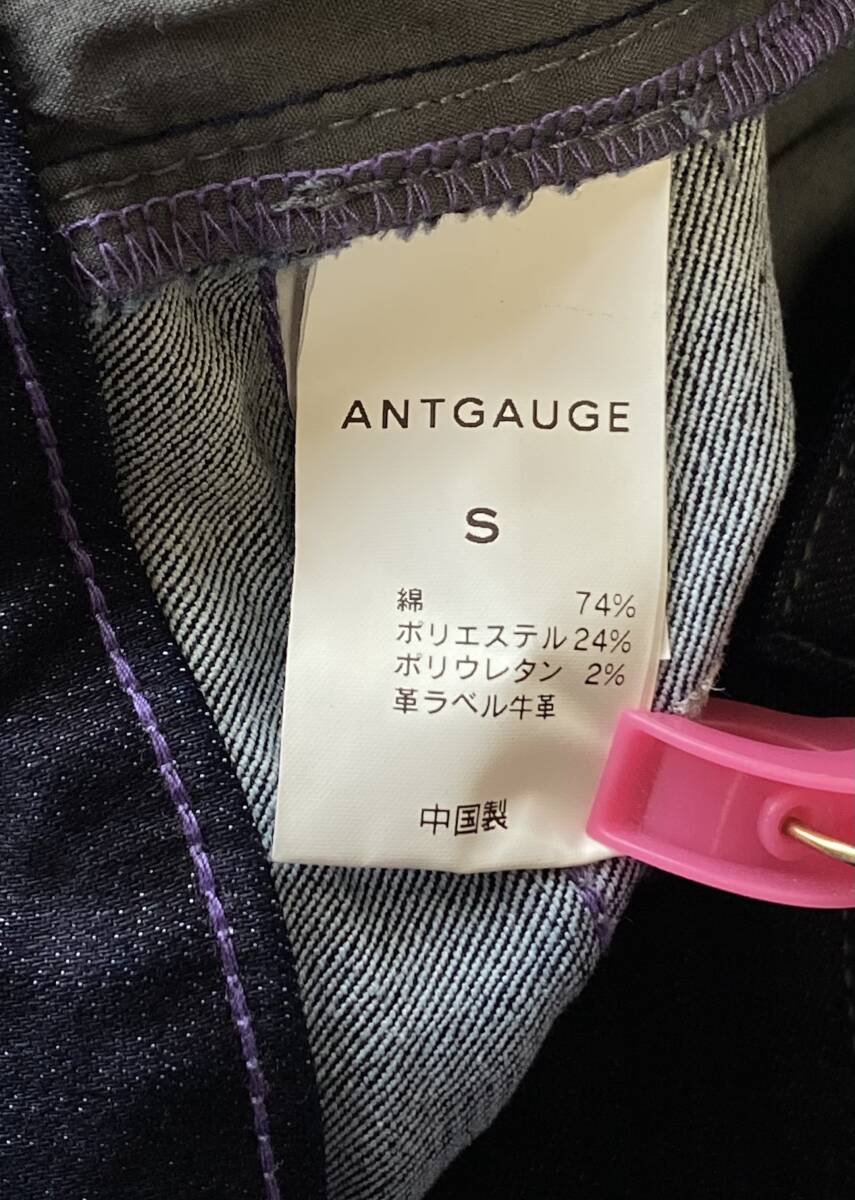 ANTGAUGE
S
綿 74%
ポリエステル 24%
ポリウレタン 2%
革ラベル牛革
中国製